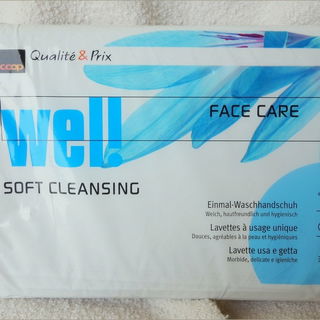 coop
Qualité & Prix
FACE CARE
well!
SOFT CLEANSING
Einmal-Waschhandschuh
Weich, hautfreundlich und hygienisch
Lavettes à usage unique
Douces, agréables à la peau et hygiéniques
Lavette usa e getta
Morbide, delicate e igieniche